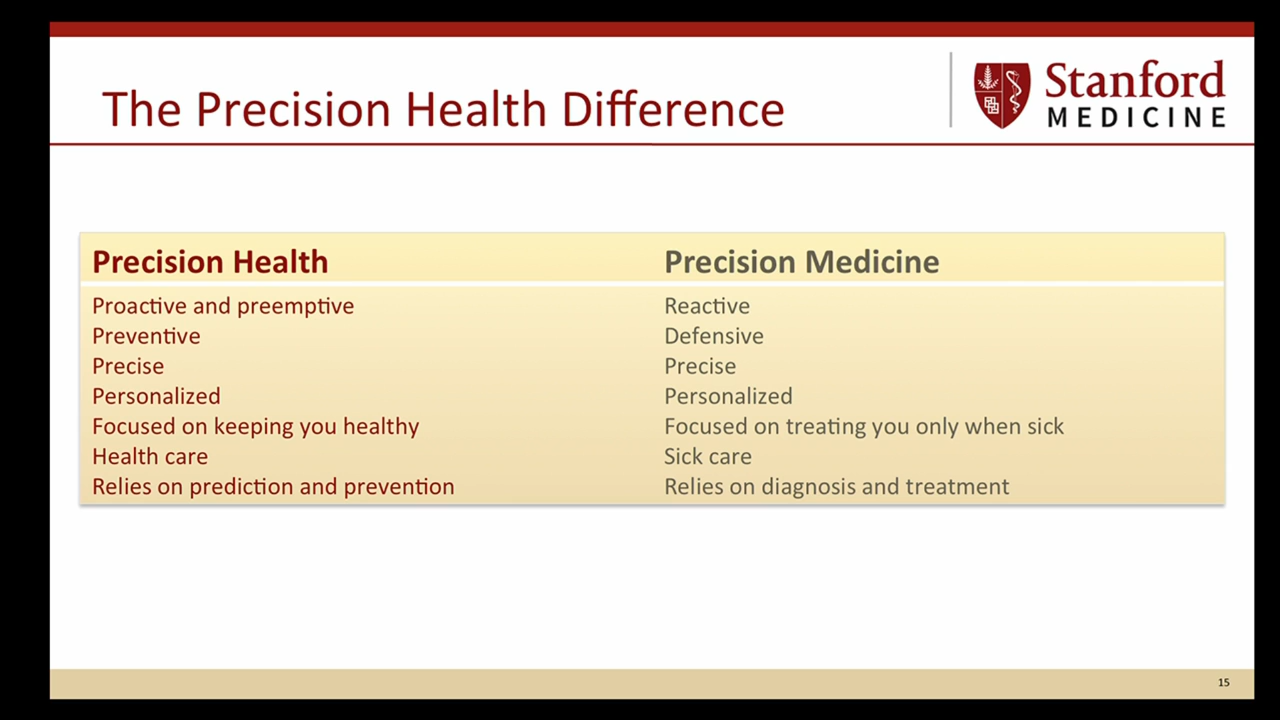 The Precision Health Difference
Stanford
MEDICINE
Precision Health
Proactive and preemptive
Preventive
Precise
Personalized
Focused on keeping you healthy
Health care
Relies on prediction and prevention
Precision Medicine
Reactive
Defensive
Precise
Personalized
Focused on treating you only when sick
Sick care
Relies on diagnosis and treatment
15